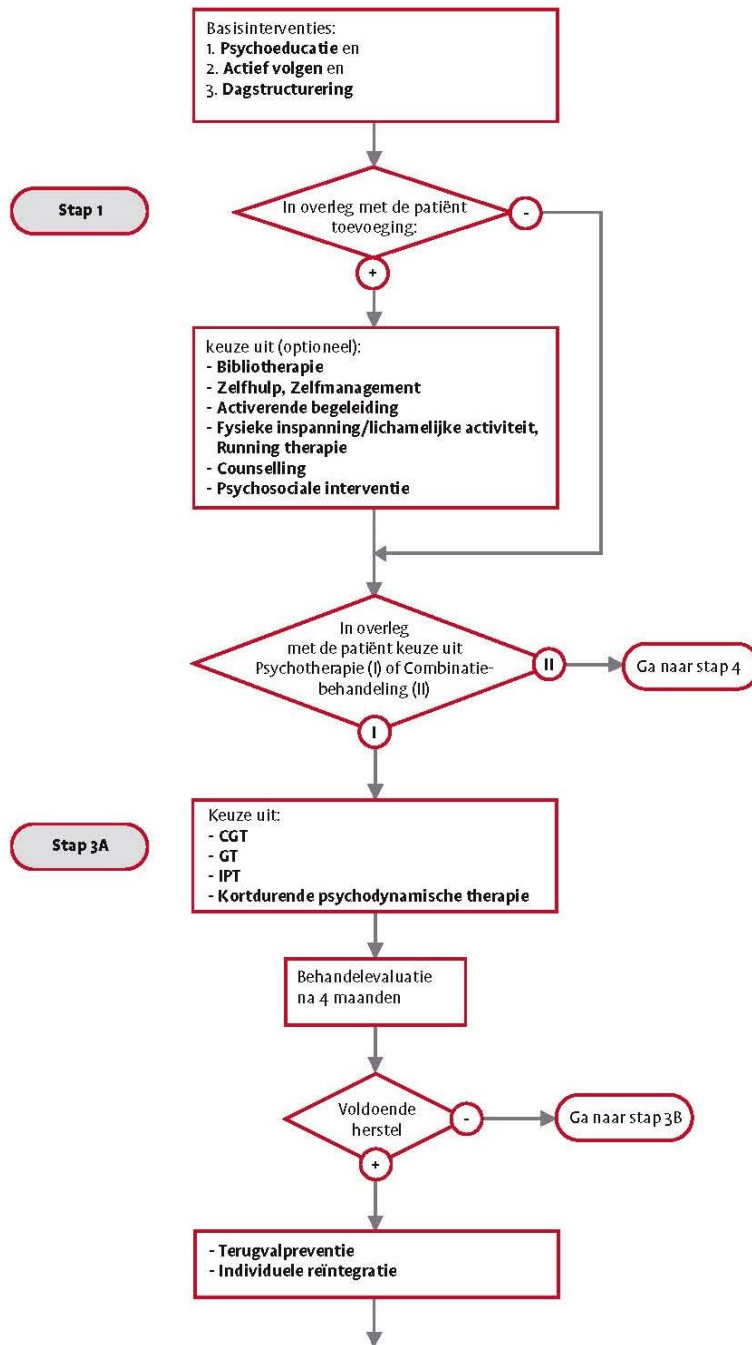 Basisinterventies:
1. Psychoeducatie en
2. Actief volgen en
3. Dagstructurering
Stap 1
In overleg met de patiënt
toevoeging:
-
+
keuze uit (optioneel):
- Bibliotherapie
- Zelfhulp, Zelfmanagement
- Activerende begeleiding
- Fysieke inspanning/lichamelijke activiteit,
Running therapie
- Counselling
- Psychosociale interventie
In overleg
met de patiënt keuze uit
Psychotherapie (I) of Combinatie-
behandeling (II)
II
Ga naar stap 4
I
Stap 3A
Keuze uit:
- CGT
- GT
- IPT
- Kortdurende psychodynamische therapie
Behandelevaluatie
na 4 maanden
Voldoende
herstel
-
Ga naar stap 3B
+
- Terugvalpreventie
- Individuele reïntegratie